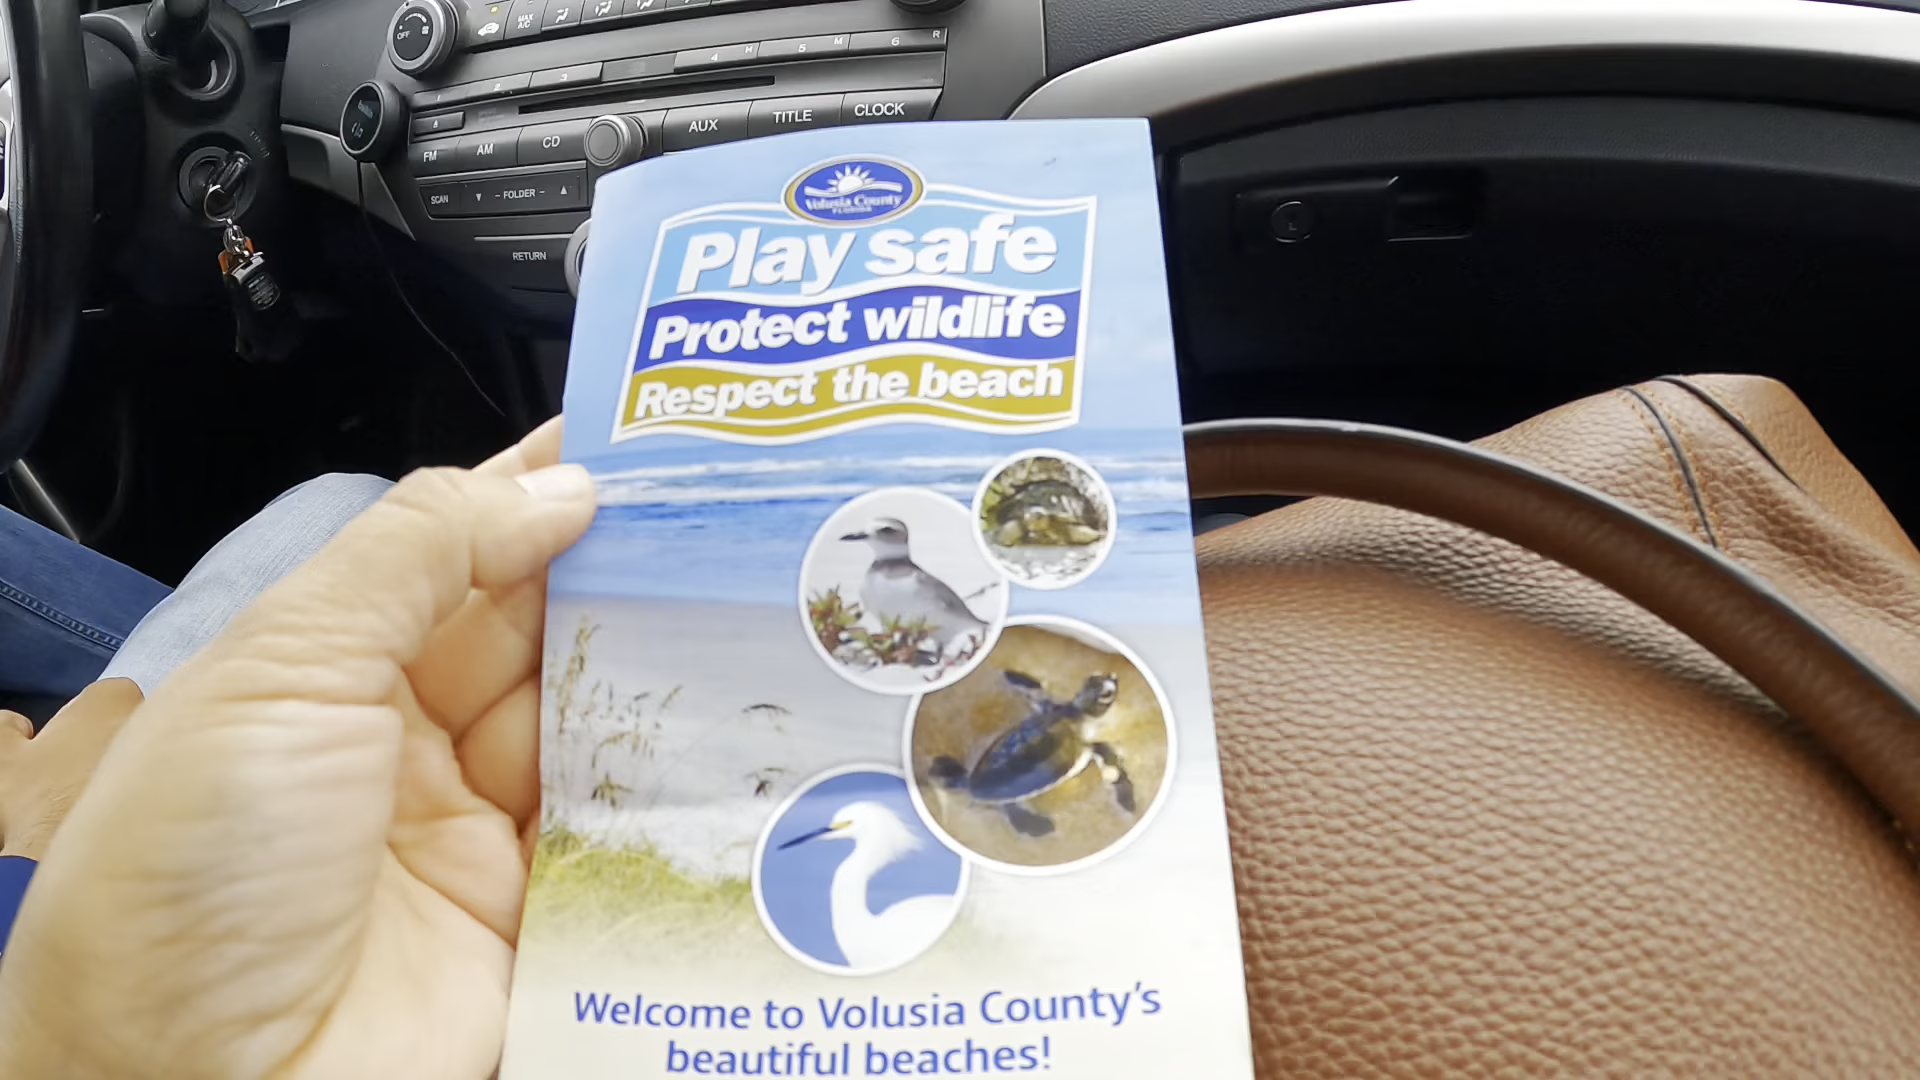 OFF
MAX
A/C
1 2 3 4 H 5 M 6 R
FM AM CD AUX TITLE CLOCK
SCAN - FOLDER -
RETURN
Volusia County
FLORIDA
Play safe
Protect wildlife
Respect the beach
Welcome to Volusia County's
beautiful beaches!